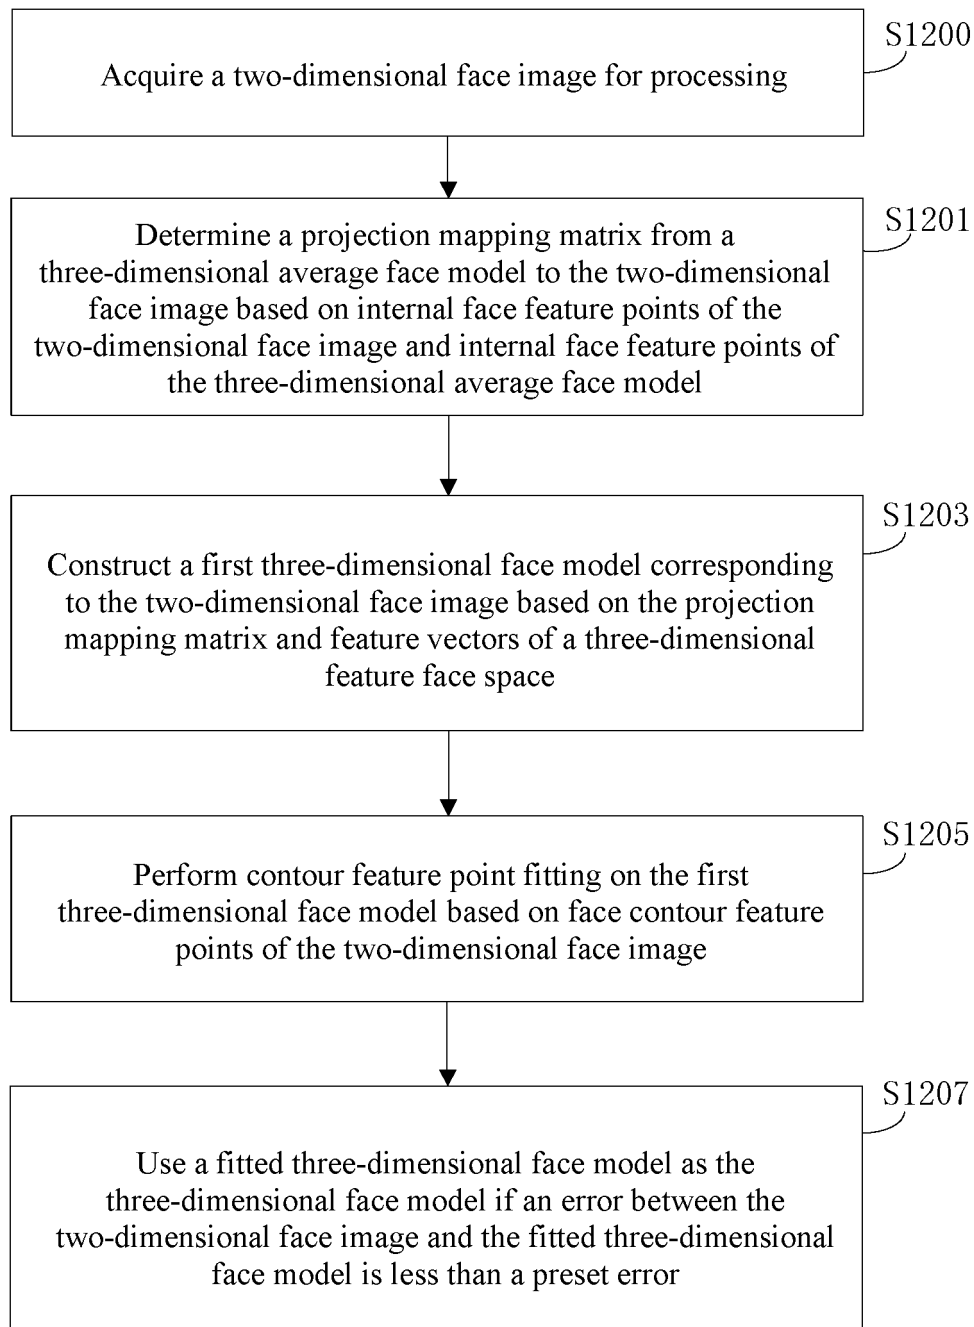 S1200
Acquire a two-dimensional face image for processing
S1201
Determine a projection mapping matrix from a
three-dimensional average face model to the two-dimensional
face image based on internal face feature points of the
two-dimensional face image and internal face feature points of
the three-dimensional average face model
S1203
Construct a first three-dimensional face model corresponding
to the two-dimensional face image based on the projection
mapping matrix and feature vectors of a three-dimensional
feature face space
S1205
Perform contour feature point fitting on the first
three-dimensional face model based on face contour feature
points of the two-dimensional face image
S1207
Use a fitted three-dimensional face model as the
three-dimensional face model if an error between the
two-dimensional face image and the fitted three-dimensional
face model is less than a preset error